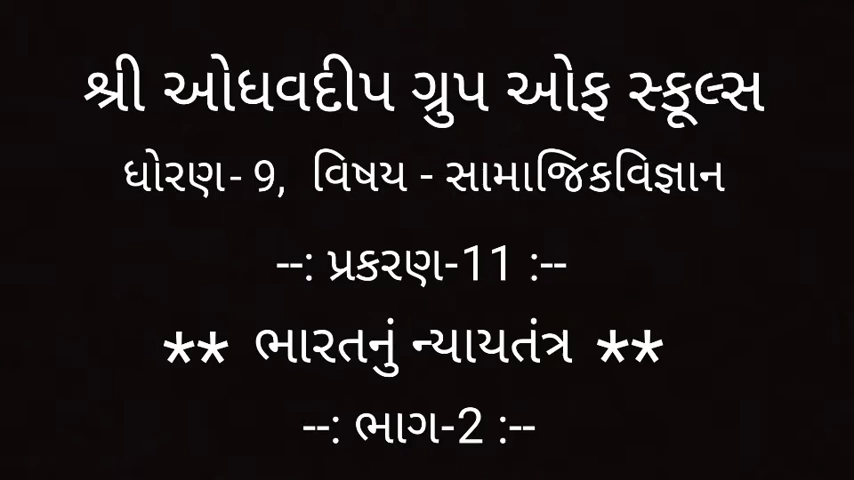 શ્રી ઓધવદીપ ગ્રુપ ઓફ સ્કૂલ્સ
ધોરણ- 9, વિષય - સામાજિકવિજ્ઞાન
--: પ્રકરણ-11 :--
** ભારતનું ન્યાયતંત્ર **
--: ભાગ-2 :--